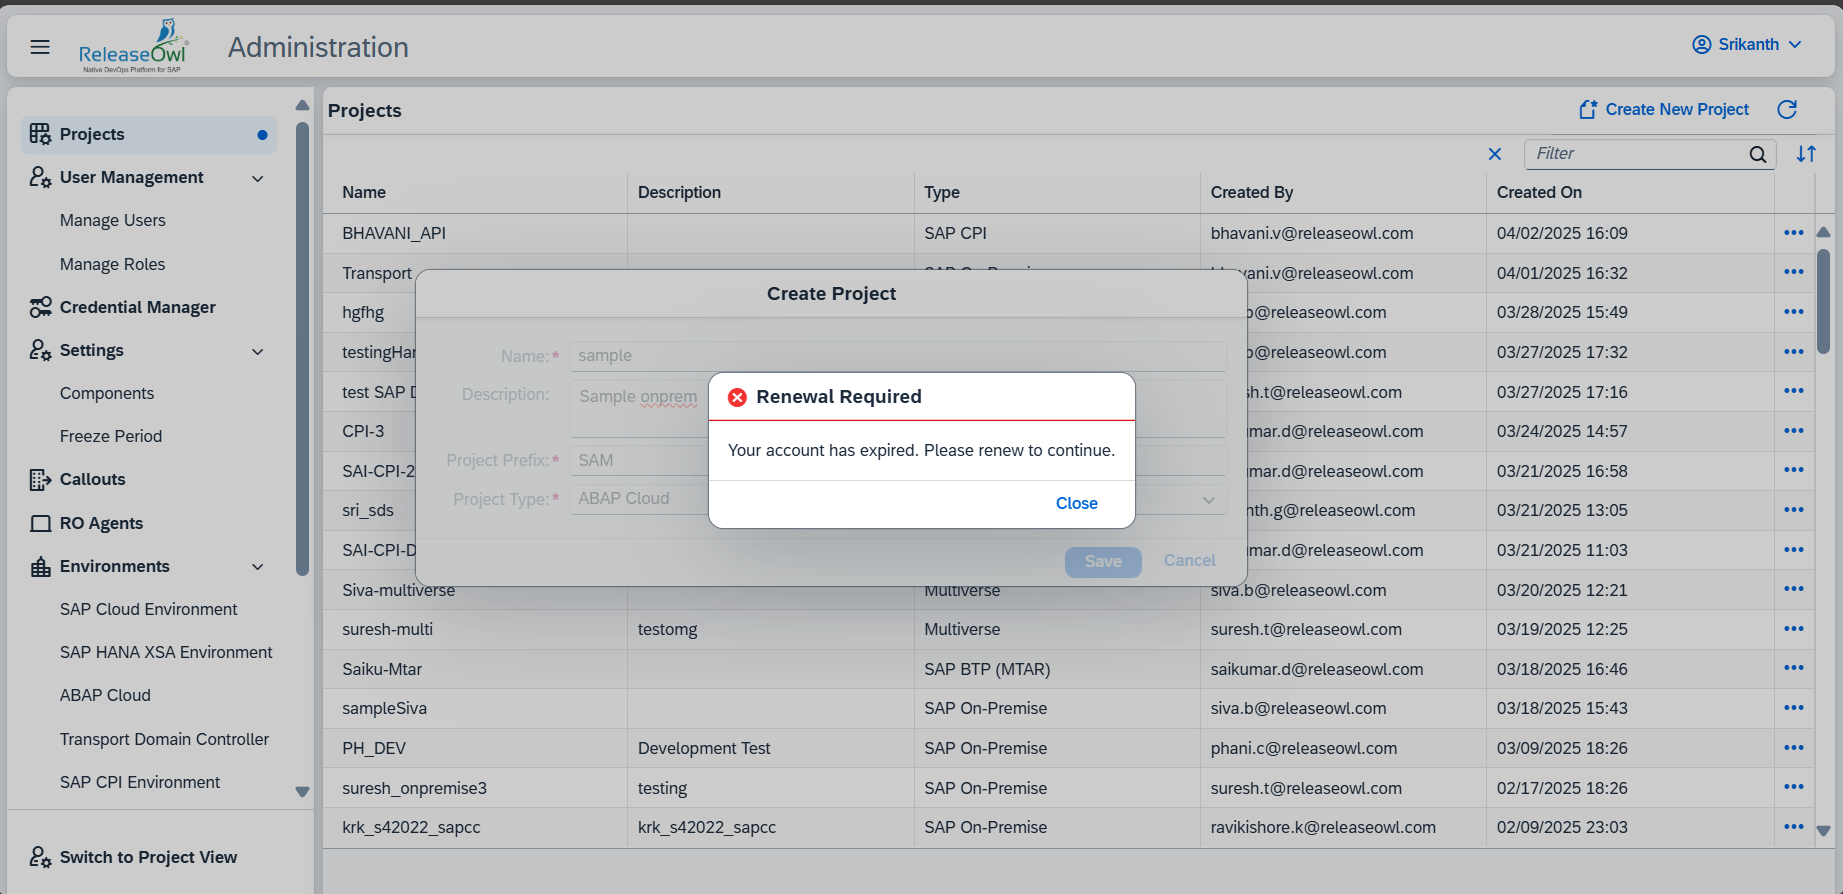 ReleaseOwl
Native DevOps Platform for SAP
Administration
Srikanth
Projects
User Management
Manage Users
Manage Roles
Credential Manager
Settings
Components
Freeze Period
Callouts
RO Agents
Environments
SAP Cloud Environment
SAP HANA XSA Environment
ABAP Cloud
Transport Domain Controller
SAP CPI Environment
Switch to Project View
Projects
Create New Project
Filter
Name Description Type Created By Created On
BHAVANI_API SAP CPI bhavani.v@releaseowl.com 04/02/2025 16:09
Transport vani.v@releaseowl.com 04/01/2025 16:32
hgfhg @releaseowl.com 03/28/2025 15:49
testingHa @releaseowl.com 03/27/2025 17:32
test SAP sh.t@releaseowl.com 03/27/2025 17:16
CPI-3 mar.d@releaseowl.com 03/24/2025 14:57
SAI-CPI-2 mar.d@releaseowl.com 03/21/2025 16:58
sri_sds nth.g@releaseowl.com 03/21/2025 13:05
SAI-CPI-D mar.d@releaseowl.com 03/21/2025 11:03
Siva-multiverse Multiverse siva.b@releaseowl.com 03/20/2025 12:21
suresh-multi testomg Multiverse suresh.t@releaseowl.com 03/19/2025 12:25
Saiku-Mtar SAP BTP (MTAR) saikumar.d@releaseowl.com 03/18/2025 16:46
sampleSiva SAP On-Premise siva.b@releaseowl.com 03/18/2025 15:43
PH_DEV Development Test SAP On-Premise phani.c@releaseowl.com 03/09/2025 18:26
suresh_onpremise3 testing SAP On-Premise suresh.t@releaseowl.com 02/17/2025 18:26
krk_s42022_sapcc krk_s42022_sapcc SAP On-Premise ravikishore.k@releaseowl.com 02/09/2025 23:03
Create Project
Name:* sample
Description: Sample onprem
Project Prefix:* SAM
Project Type:* ABAP Cloud
Save Cancel
Renewal Required
Your account has expired. Please renew to continue.
Close